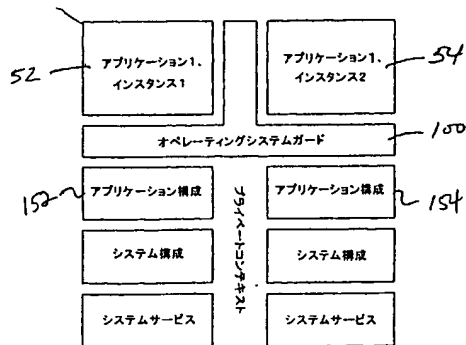 アプリケーション1、
インスタンス1
アプリケーション1、
インスタンス2
52
54
オペレーティングシステムガード
100
152
アプリケーション構成
プライベートコンテキスト
アプリケーション構成
154
システム構成
システム構成
システムサービス
システムサービス